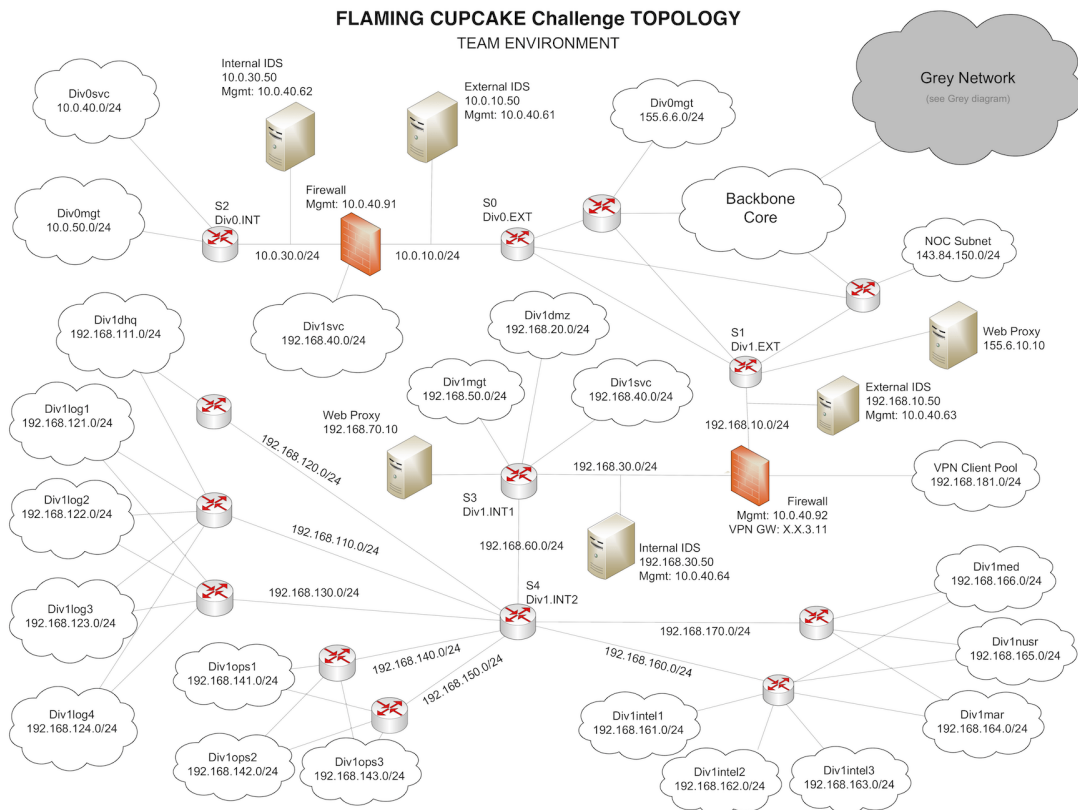 FLAMING CUPCAKE Challenge TOPOLOGY
TEAM ENVIRONMENT
Grey Network
(see Grey diagram)
Div0svc
10.0.40.0/24
Internal IDS
10.0.30.50
Mgmt: 10.0.40.62
External IDS
10.0.10.50
Mgmt: 10.0.40.61
Div0mgt
155.6.6.0/24
Backbone
Core
Div0mgt
10.0.50.0/24
S2
Div0.INT
Firewall
Mgmt: 10.0.40.91
S0
Div0.EXT
10.0.30.0/24
10.0.10.0/24
NOC Subnet
143.84.150.0/24
Div1dhq
192.168.111.0/24
Div1svc
192.168.40.0/24
Div1dmz
192.168.20.0/24
S1
Div1.EXT
Web Proxy
155.6.10.10
Div1mgt
192.168.50.0/24
Div1svc
192.168.40.0/24
External IDS
192.168.10.50
Mgmt: 10.0.40.63
Div1log1
192.168.121.0/24
Web Proxy
192.168.70.10
192.168.10.0/24
192.168.120.0/24
192.168.30.0/24
VPN Client Pool
192.168.181.0/24
S3
Div1.INT1
Firewall
Mgmt: 10.0.40.92
VPN GW: X.X.3.11
Div1log2
192.168.122.0/24
192.168.110.0/24
192.168.60.0/24
Internal IDS
192.168.30.50
Mgmt: 10.0.40.64
Div1med
192.168.166.0/24
S4
Div1.INT2
192.168.130.0/24
Div1log3
192.168.123.0/24
192.168.170.0/24
Div1nusr
192.168.165.0/24
192.168.140.0/24
192.168.150.0/24
192.168.160.0/24
Div1ops1
192.168.141.0/24
Div1log4
192.168.124.0/24
Div1intel1
192.168.161.0/24
Div1mar
192.168.164.0/24
Div1ops2
192.168.142.0/24
Div1ops3
192.168.143.0/24
Div1intel2
192.168.162.0/24
Div1intel3
192.168.163.0/24